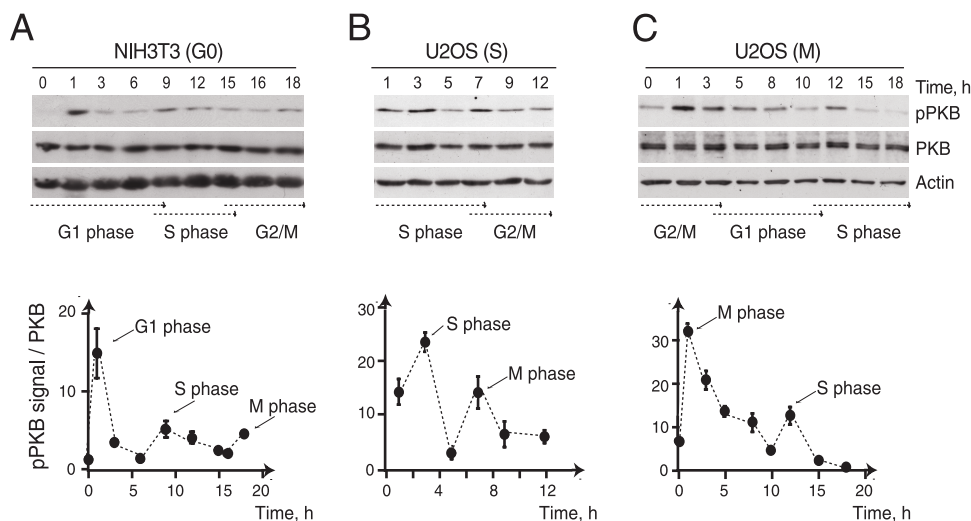 A
NIH3T3 (G0)
0 1 3 6 9 12 15 16 18
B
U2OS (S)
1 3 5 7 9 12
C
U2OS (M)
0 1 3 5 8 10 12 15 18
Time, h
pPKB
PKB
Actin
G1 phase S phase G2/M
S phase G2/M
G2/M G1 phase S phase
pPKB signal / PKB
20
10
0
G1 phase
S phase
M phase
0 5 10 15 20
Time, h
30
20
10
0
S phase
M phase
0 4 8 12
Time, h
30
20
10
0
M phase
S phase
0 5 10 15 20
Time, h